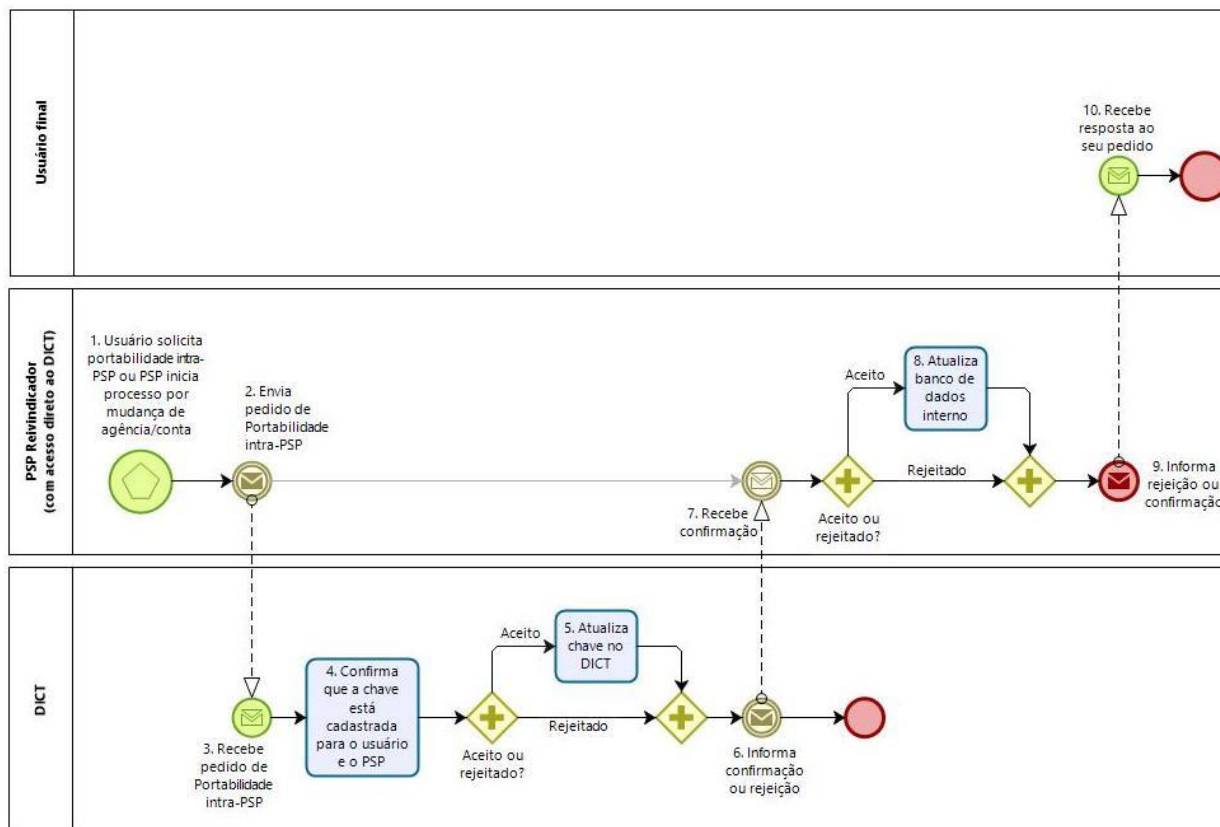 Usuário final
10. Recebe
resposta ao
seu pedido
PSP Reivindicador
(com acesso direto ao DICT)
1. Usuário solicita
portabilidade intra-
PSP ou PSP inicia
processo por
mudança de
agência/conta
2. Envia
pedido de
Portabilidade
intra-PSP
7. Recebe
confirmação
Aceito ou
rejeitado?
Aceito
8. Atualiza
banco de
dados
interno
Rejeitado
9. Informa
rejeição ou
confirmação
DICT
3. Recebe
pedido de
Portabilidade
intra-PSP
4. Confirma
que a chave
está
cadastrada
para o usuário
e o PSP
Aceito ou
rejeitado?
Aceito
5. Atualiza
chave no
DICT
Rejeitado
6. Informa
confirmação
ou rejeição